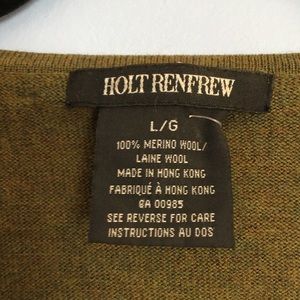 HOLT RENFREW
L/G
100% MERINO WOOL/
LAINE WOOL
MADE IN HONG KONG
FABRIQUÉ À HONG KONG
CA 00985
SEE REVERSE FOR CARE
INSTRUCTIONS AU DOS